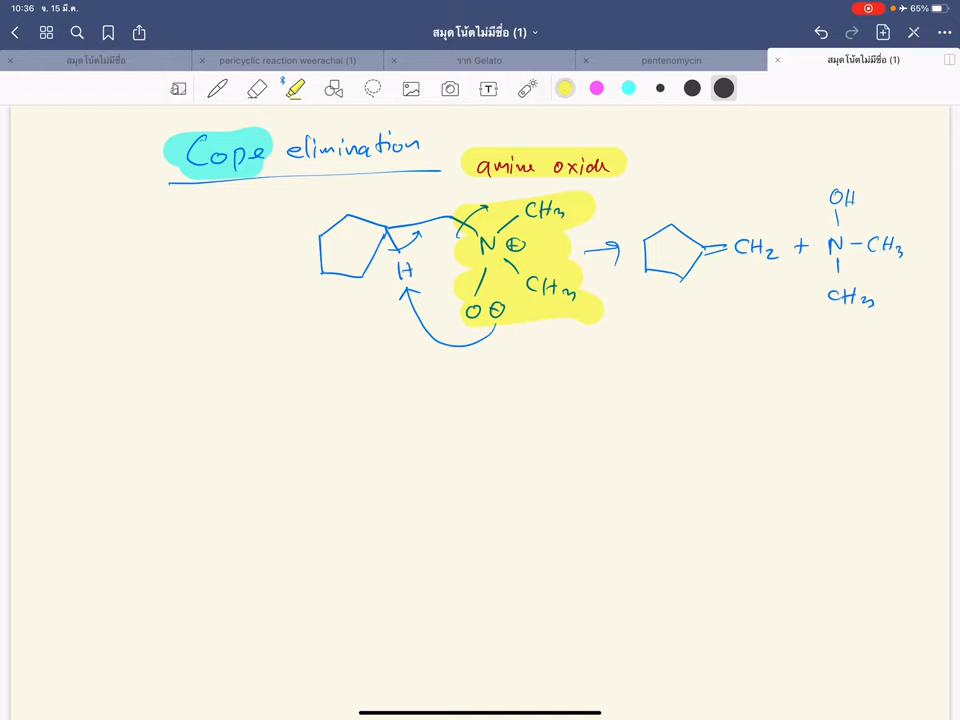 10:36 จ. 15 มี.ค. 65%
สมุดโน้ตไม่มีชื่อ (1)
สมุดโน้ตไม่มีชื่อ pericyclic reaction weerachai (1) ราก Gelato pentenomycin สมุดโน้ตไม่มีชื่อ (1)
Cope elimination
amine oxide
CH3
N ⊕
H
CH3
O ⊖
CH2 +
OH
N-CH3
CH3